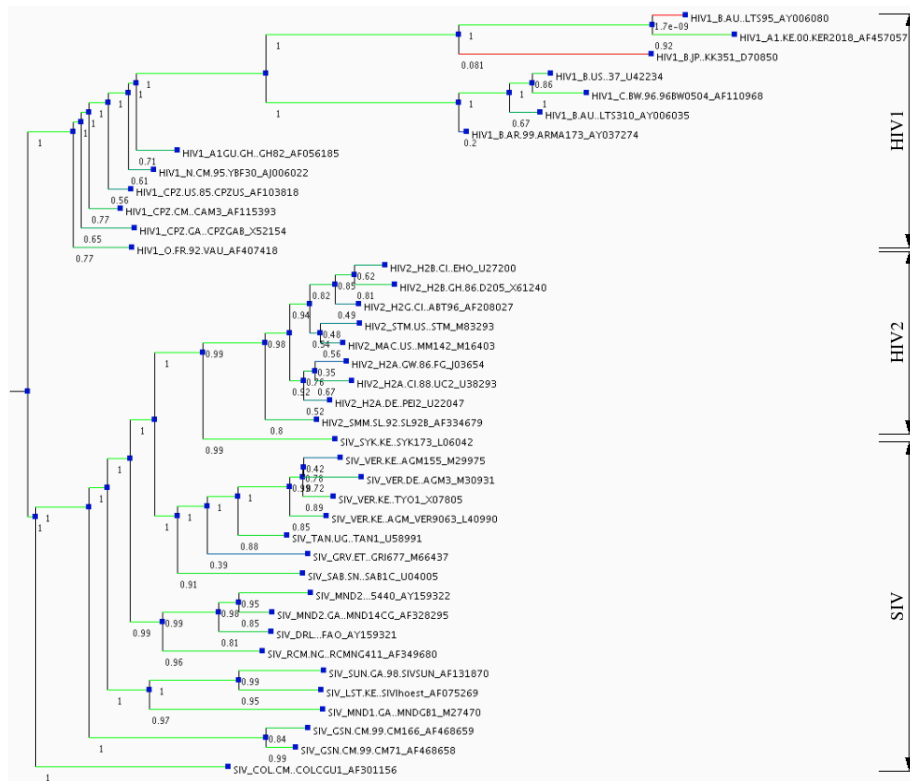 HIV1_B.AU..LTS95_AY006080
1.7e-09
1
HIV1_A1.KE.00.KER2018_AF457057
1
0.92
HIV1_B.JP..KK351_D70850
0.081
HIV1_B.US..37_U42234
0.86
1
HIV1_C.BW.96.96BW0504_AF110968
1
1
1
HIV1_B.AU..LTS310_AY006035
0.67
1
HIV1_B.AR.99.ARMA173_AY037274
0.2
HIV1_A1GU.GH..GH82_AF056185
0.71
HIV1_N.CM.95.YBF30_AJ006022
0.61
HIV1_CPZ.US.85.CPZUS_AF103818
0.56
HIV1_CPZ.CM..CAM3_AF115393
0.77
HIV1_CPZ.GA..CPZGAB_X52154
0.65
HIV1_O.FR.92.VAU_AF407418
0.77
HIV1
HIV2_H2B.CI..EHO_U27200
0.62
0.85
HIV2_H2B.GH.86.D205_X61240
0.82
0.81
HIV2_H2G.CI..ABT96_AF208027
0.94
0.49
HIV2_STM.US..STM_M83293
0.48
0.98
0.54
HIV2_MAC.US..MM142_M16403
0.99
0.56
HIV2_H2A.GW.86.FG_J03654
0.35
0.76
HIV2_H2A.CI.88.UC2_U38293
0.92
0.67
HIV2_H2A.DE..PEI2_U22047
0.52
HIV2_SMM.SL.92.SL92B_AF334679
0.8
HIV2
SIV_SYK.KE..SYK173_L06042
0.99
SIV_VER.KE..AGM155_M29975
0.42
0.78
SIV_VER.DE..AGM3_M30931
0.99
0.72
SIV_VER.KE..TYO1_X07805
0.89
SIV_VER.KE..AGM_VER9063_L40990
0.85
SIV_TAN.UG..TAN1_U58991
0.88
SIV_GRV.ET..GRI677_M66437
0.39
SIV_SAB.SN..SAB1C_U04005
0.91
SIV_MND2...5440_AY159322
0.95
0.98
SIV_MND2.GA..MND14CG_AF328295
0.99
0.85
SIV_DRL...FAO_AY159321
0.99
0.81
SIV_RCM.NG..RCMNG411_AF349680
0.96
SIV_SUN.GA.98.SIVSUN_AF131870
0.99
SIV_LST.KE..SIVlhoest_AF075269
0.95
1
SIV_MND1.GA..MNDGB1_M27470
0.97
SIV_GSN.CM.99.CM166_AF468659
0.84
SIV_GSN.CM.99.CM71_AF468658
0.99
SIV_COL.CM..COLCGU1_AF301156
1
SIV